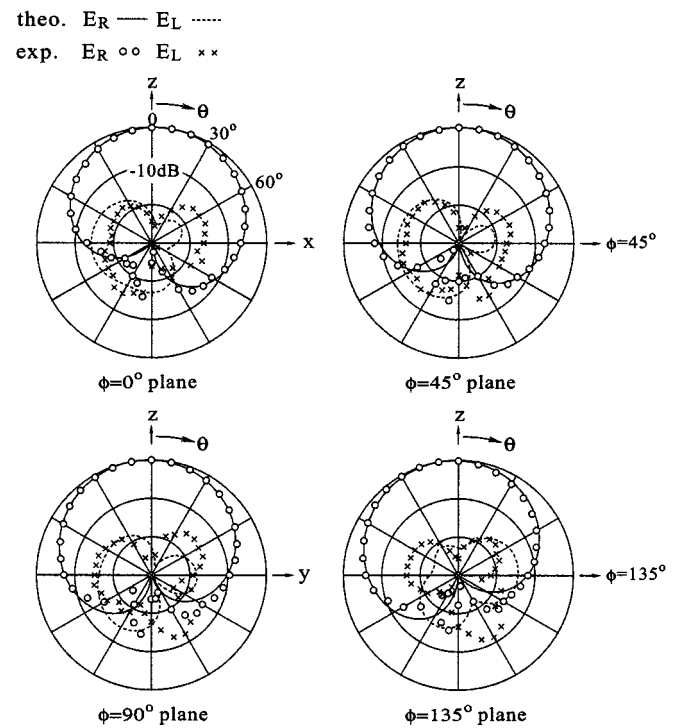 theo. E_R — E_L -----
exp. E_R o o E_L × ×
z
θ
0
30°
-10dB
60°
x
φ=0° plane
z
θ
φ=45°
φ=45° plane
z
θ
y
φ=90° plane
z
θ
φ=135°
φ=135° plane